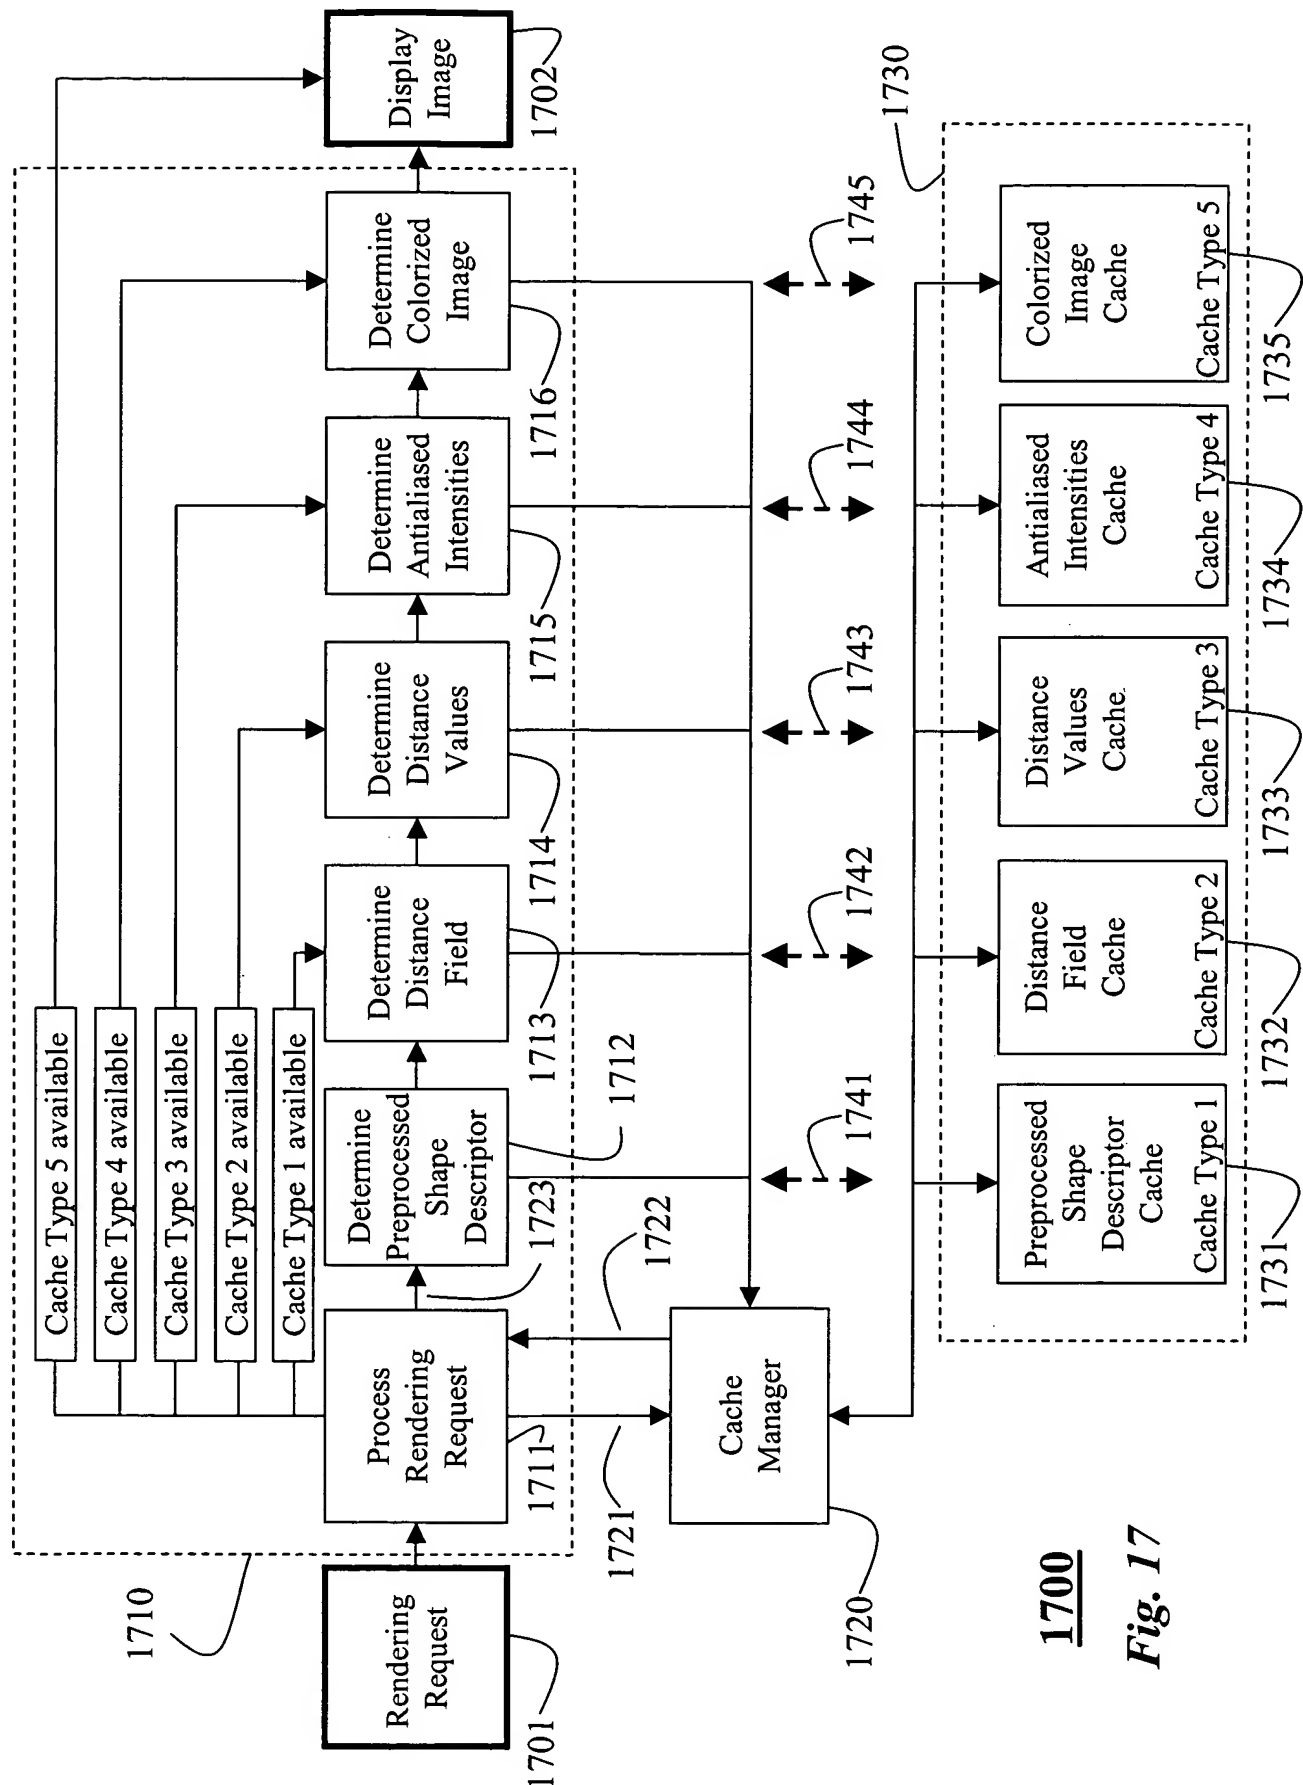 Cache Type 5 available
Cache Type 4 available
Cache Type 3 available
Cache Type 2 available
Cache Type 1 available
1710
Rendering
Request
1701
Process
Rendering
Request
1711
1723
Determine
Preprocessed
Shape
Descriptor
1712
Determine
Distance
Field
1713
Determine
Distance
Values
1714
Determine
Antialiased
Intensities
1715
Determine
Colorized
Image
1716
Display
Image
1702
1721
1722
Cache
Manager
1720
1741
1742
1743
1744
1745
1730
Preprocessed
Shape
Descriptor
Cache
Cache Type 1
1731
Distance
Field
Cache
Cache Type 2
1732
Distance
Values
Cache
Cache Type 3
1733
Antialiased
Intensities
Cache
Cache Type 4
1734
Colorized
Image
Cache
Cache Type 5
1735
1700
Fig. 17